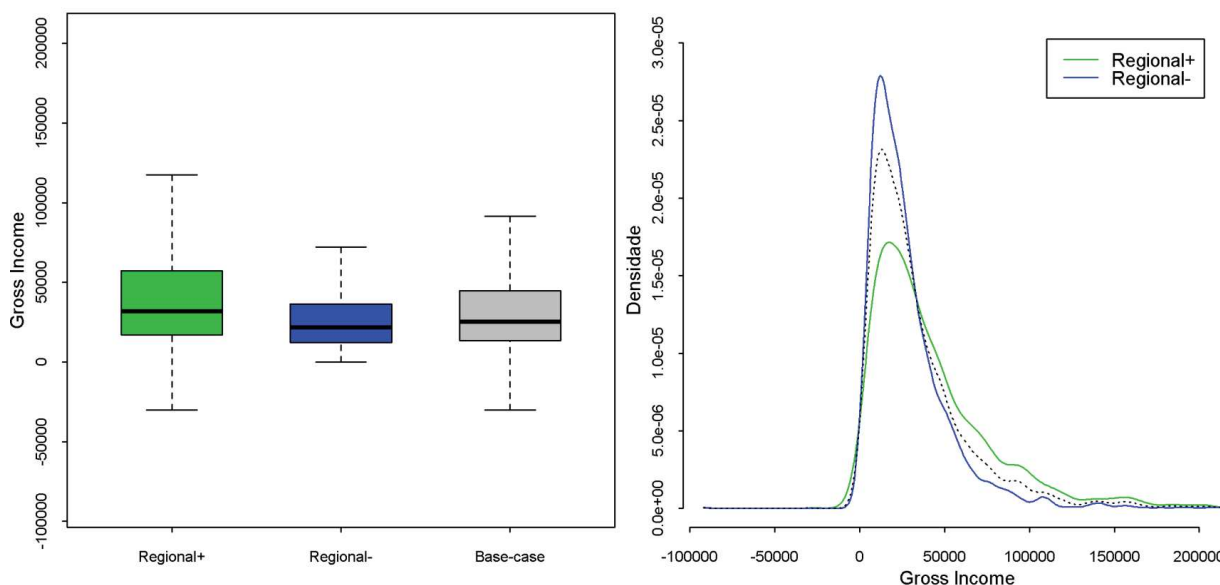 Gross Income
200000
150000
100000
50000
0
-50000
-100000
Regional+ Regional- Base-case
Densidade
3.0e-05
2.5e-05
2.0e-05
1.5e-05
1.0e-05
5.0e-06
0.0e+00
Regional+
Regional-
-100000 -50000 0 50000 100000 150000 200000
Gross Income